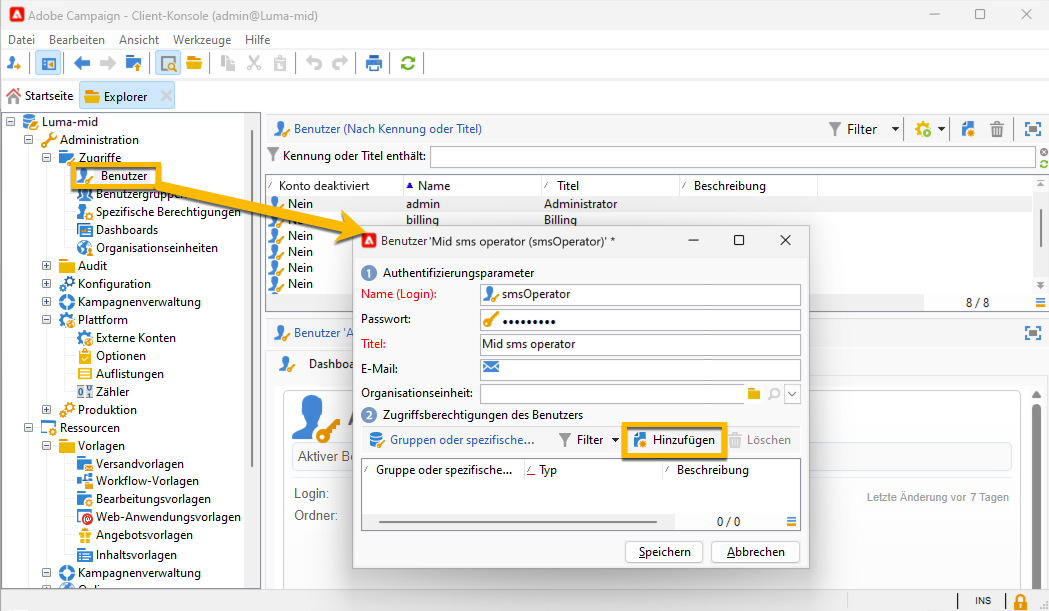 Adobe Campaign - Client-Konsole (admin@Luma-mid)
Datei Bearbeiten Ansicht Werkzeuge Hilfe
Startseite
Explorer
Luma-mid
Administration
Zugriffe
Benutzer
Benutzergruppen
Spezifische Berechtigungen
Dashboards
Organisationseinheiten
Audit
Konfiguration
Kampagnenverwaltung
Plattform
Externe Konten
Optionen
Auflistungen
Zähler
Produktion
Ressourcen
Vorlagen
Versandvorlagen
Workflow-Vorlagen
Bearbeitungsvorlagen
Web-Anwendungsvorlagen
Angebotsvorlagen
Inhaltsvorlagen
Kampagnenverwaltung
Benutzer (Nach Kennung oder Titel)
Filter
Kennung oder Titel enthält:
Konto deaktiviert Name Titel Beschreibung
Nein admin Administrator
billing Billing
Nein
Nein
Nein
Nein
8 / 8
Benutzer 'A
Dashboa
Aktiver Be
Login:
Ordner:
Letzte Änderung vor 7 Tagen
Benutzer 'Mid sms operator (smsOperator)' *
1 Authentifizierungsparameter
Name (Login): smsOperator
Passwort: •••••••••
Titel: Mid sms operator
E-Mail:
Organisationseinheit:
2 Zugriffsberechtigungen des Benutzers
Gruppen oder spezifische... Filter Hinzufügen Löschen
Gruppe oder spezifische... Typ Beschreibung
0 / 0
Speichern Abbrechen
INS